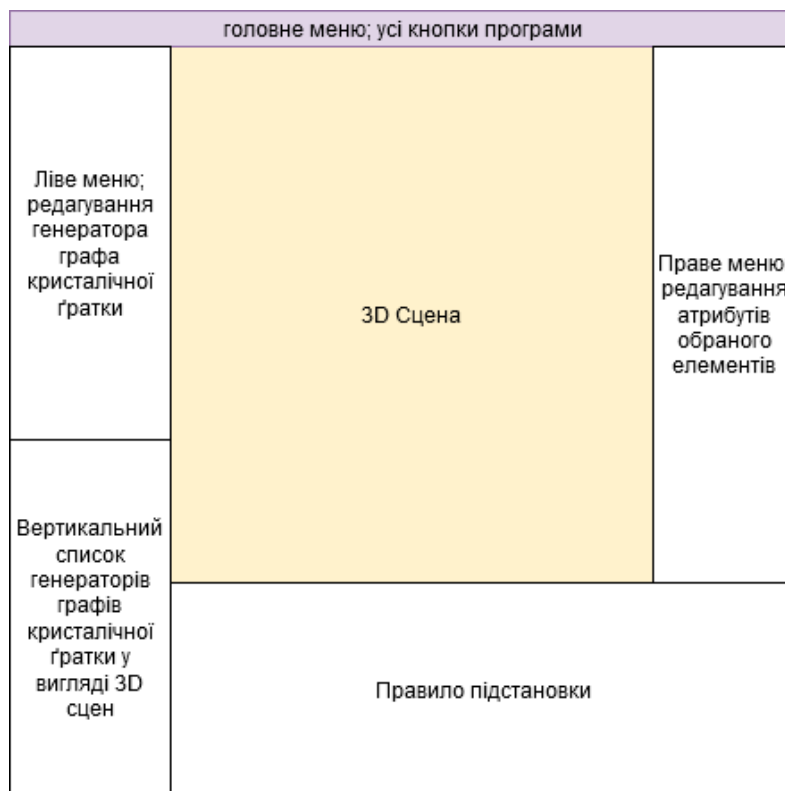 головне меню; усі кнопки програми
Ліве меню;
редагування
генератора
графа
кристалічної
ґратки
3D Сцена
Праве меню
редагування
атрибутів
обраного
елементів
Вертикальний
список
генераторів
графів
кристалічної
ґратки у
вигляді 3D
сцен
Правило підстановки